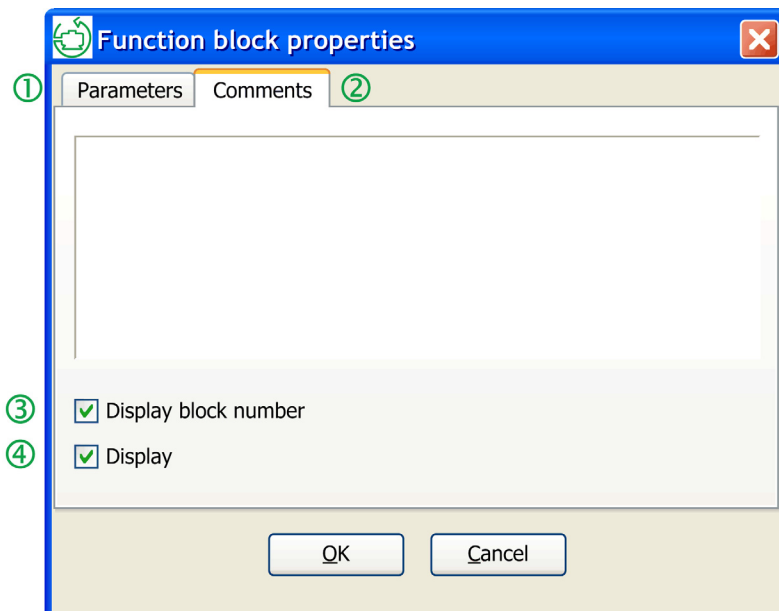 Function block properties
① Parameters Comments ②
③ Display block number
④ Display
OK Cancel